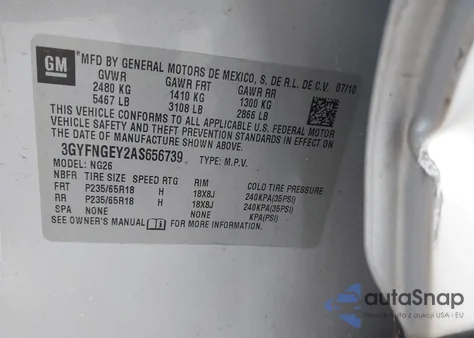 GM MFD BY GENERAL MOTORS DE MEXICO, S. DE R.L. DE C.V. 07/10
GVWR GAWR FRT GAWR RR
2480 KG 1410 KG 1300 KG
5467 LB 3108 LB 2866 LB
THIS VEHICLE CONFORMS TO ALL APPLICABLE U.S. FEDERAL MOTOR
VEHICLE SAFETY AND THEFT PREVENTION STANDARDS IN EFFECT
ON THE DATE OF MANUFACTURE SHOWN ABOVE.
3GYFNGEY2AS656739 TYPE: M.P.V.
MODEL: NG26
NBFR TIRE SIZE SPEED RTG RIM COLD TIRE PRESSURE
FRT P235/65R18 H 18X8J 240KPA(35PSI)
RR P235/65R18 H 18X8J 240KPA(35PSI)
SPA NONE NONE KPA(PSI)
SEE OWNER'S MANUAL FOR MORE INFORMATION.
autoSnap